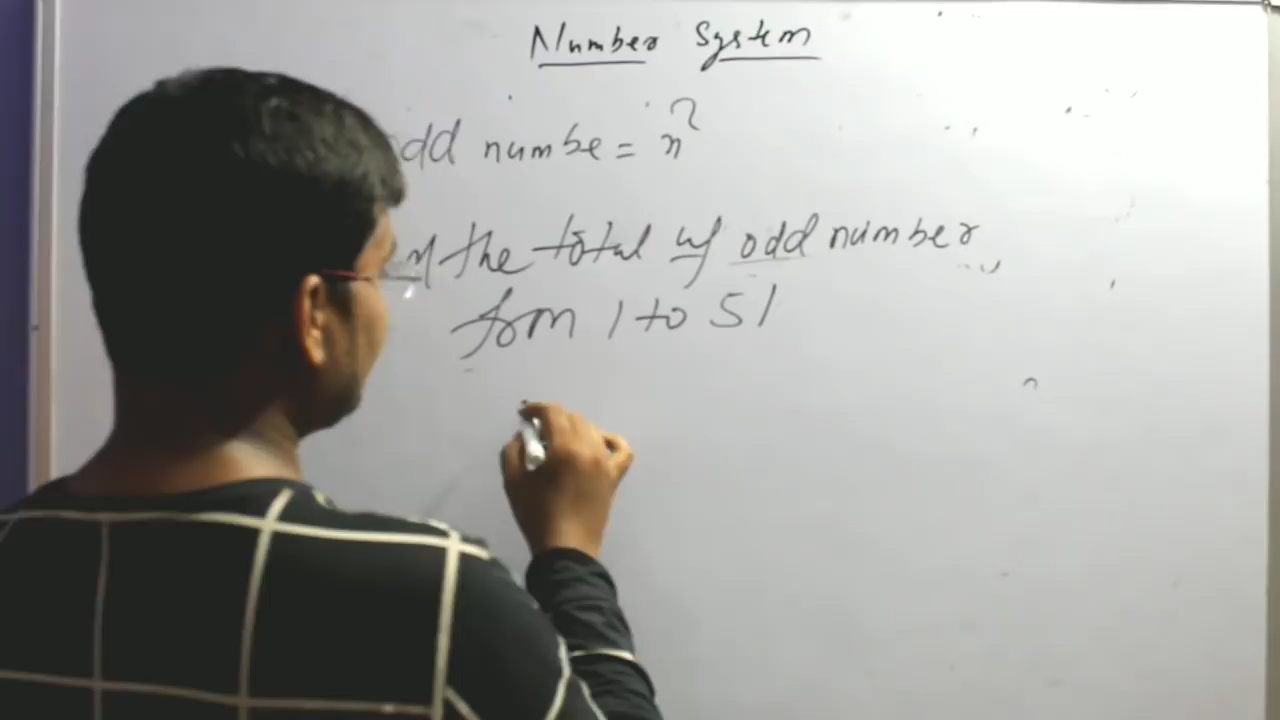 Number System
odd numbe = n²
the total of odd number
from 1 to 51